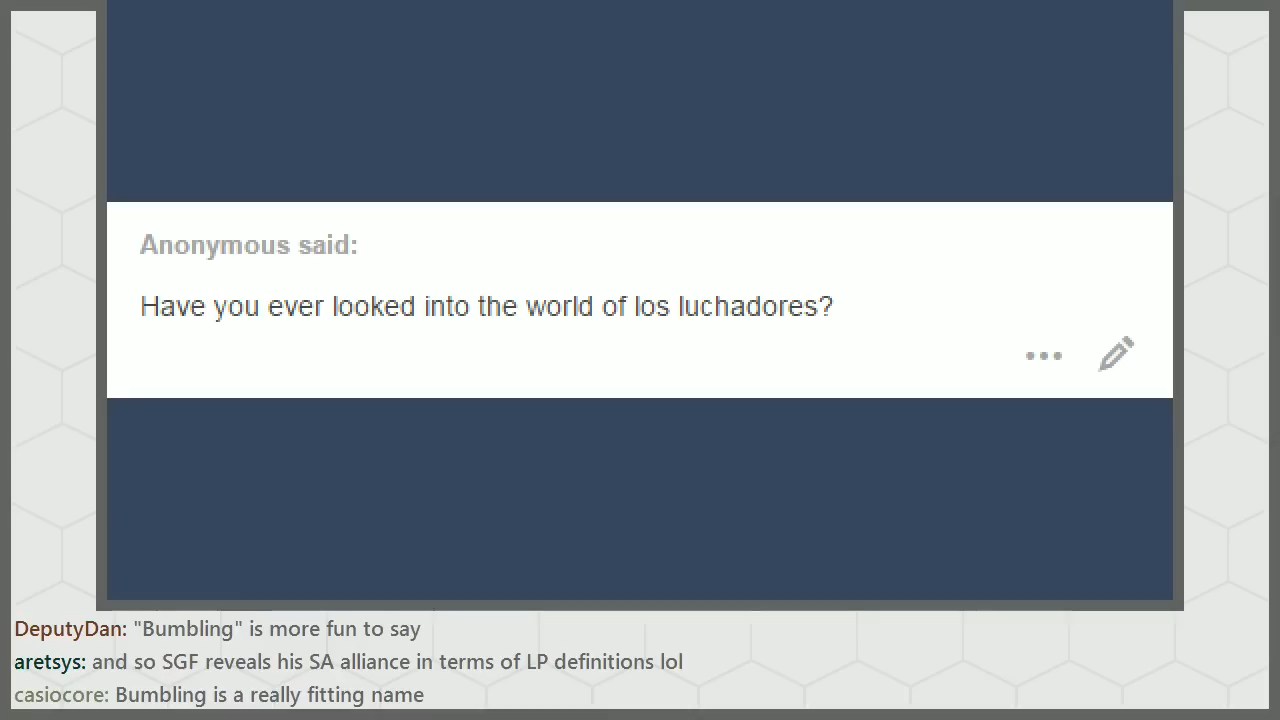 Anonymous said:
Have you ever looked into the world of los luchadores?
DeputyDan: "Bumbling" is more fun to say
aretsys: and so SGF reveals his SA alliance in terms of LP definitions lol
casiocore: Bumbling is a really fitting name